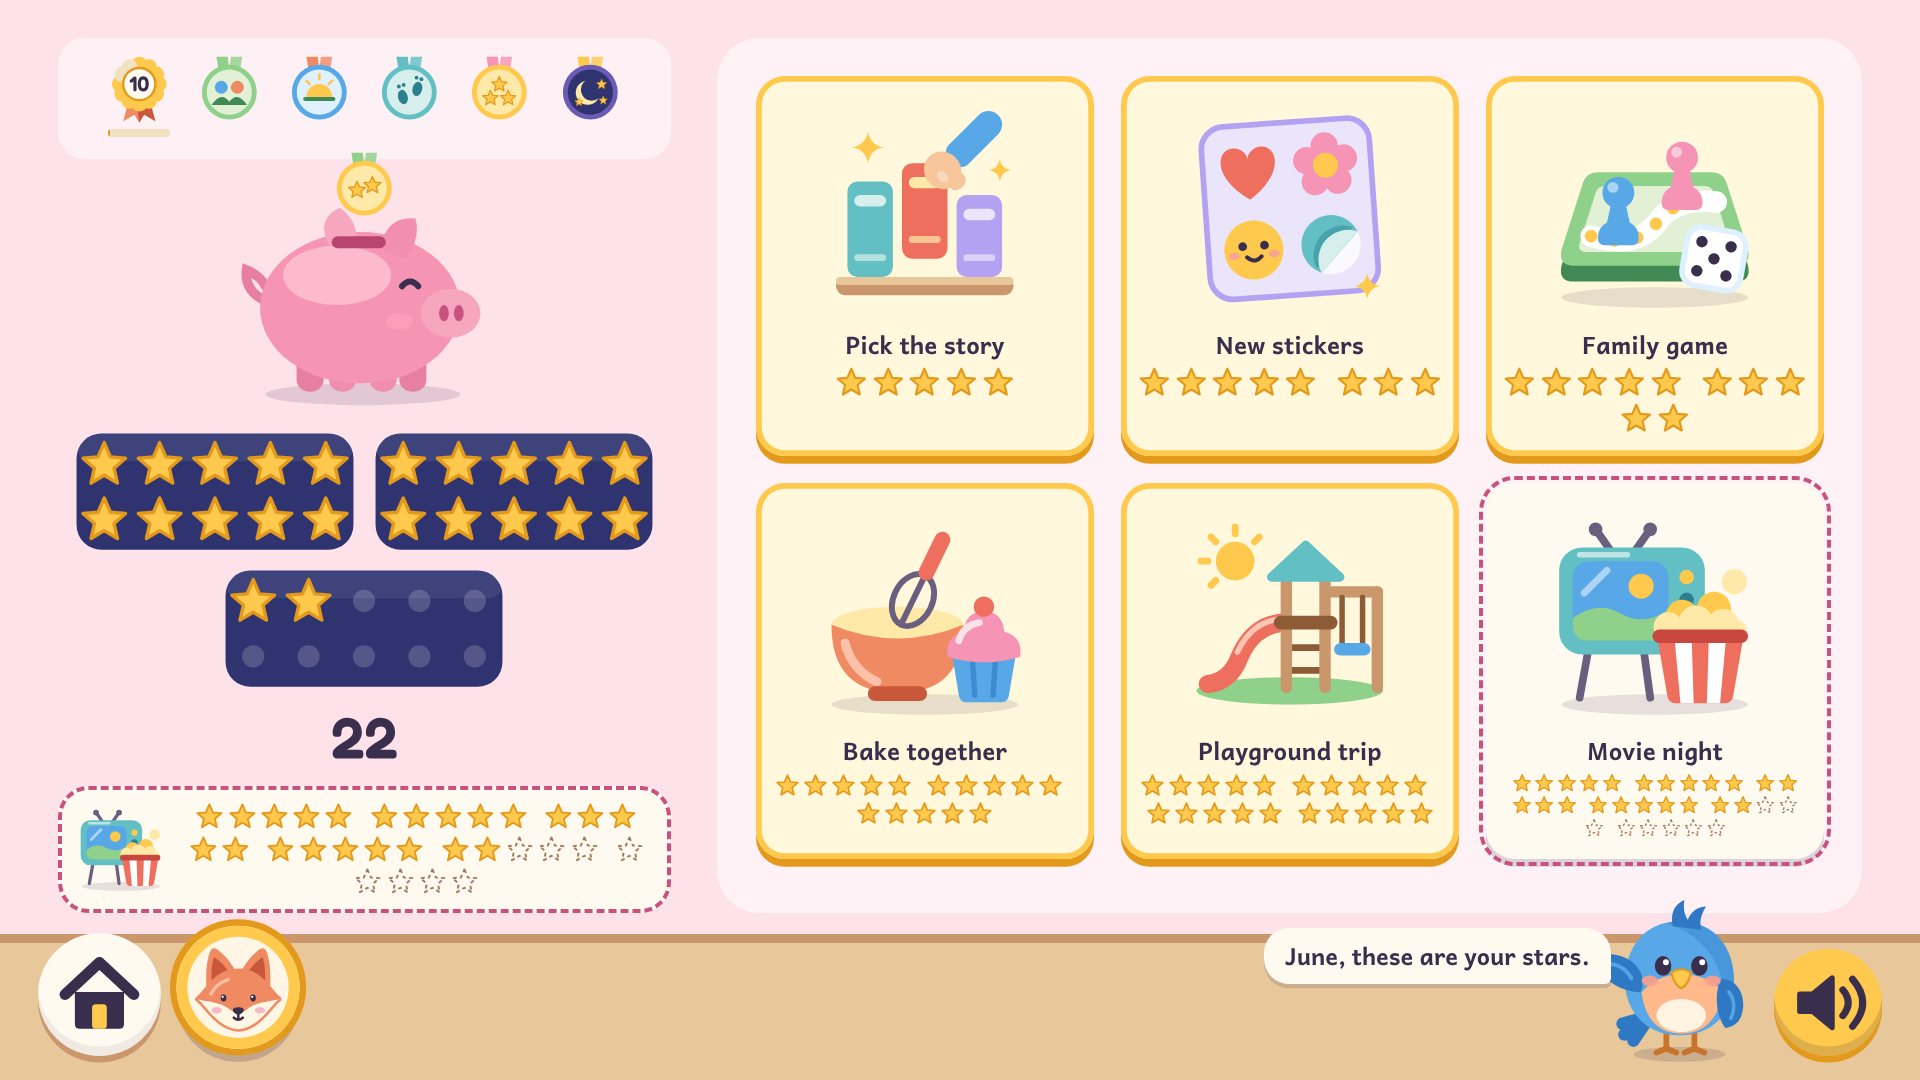 10
22
Pick the story
New stickers
Family game
Bake together
Playground trip
Movie night
June, these are your stars.